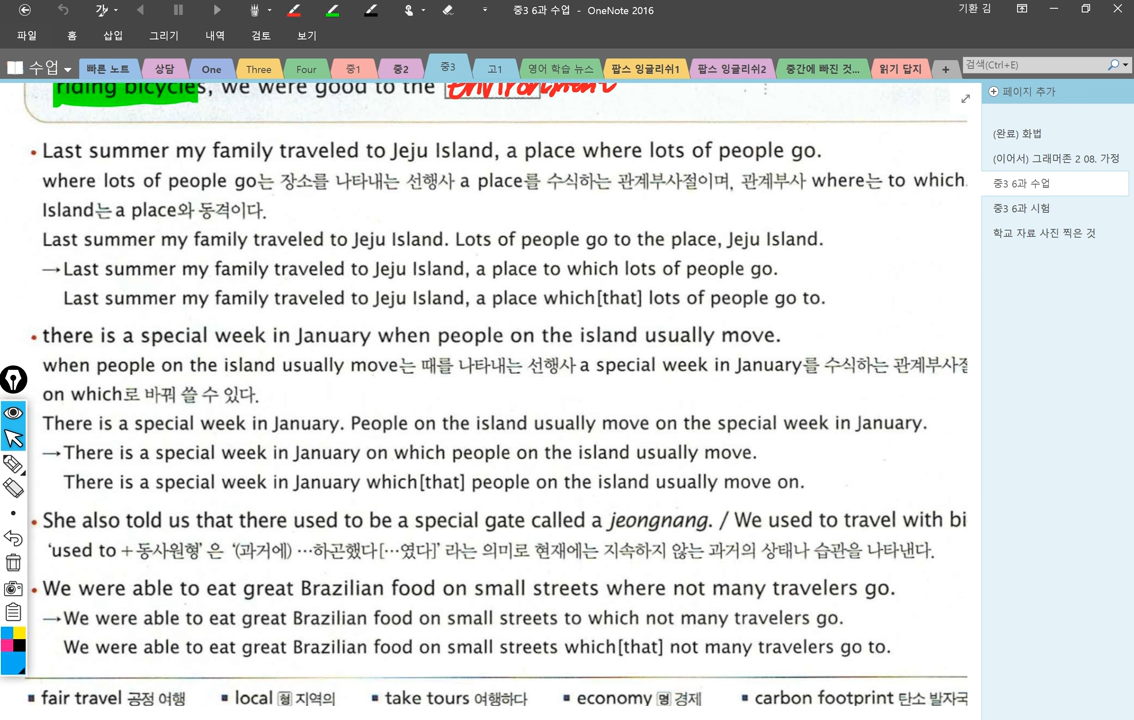 중3 6과 수업 - OneNote 2016
기환 김
파일 홈 삽입 그리기 내역 검토 보기
수업 빠른 노트 상담 One Three Four 중1 중2 중3 고1 영어 학습 뉴스 팝스 잉글리쉬1 팝스 잉글리쉬2 중간에 빠진 것... 읽기 답지 + 검색(Ctrl+E)
페이지 추가
(완료) 화법
(이어서) 그래머존 2 08. 가정
중3 6과 수업
중3 6과 시험
학교 자료 사진 찍은 것
riding bicycles, we were good to the environment
• Last summer my family traveled to Jeju Island, a place where lots of people go.
where lots of people go는 장소를 나타내는 선행사 a place를 수식하는 관계부사절이며, 관계부사 where는 to which
Island는 a place와 동격이다.
Last summer my family traveled to Jeju Island. Lots of people go to the place, Jeju Island.
→ Last summer my family traveled to Jeju Island, a place to which lots of people go.
Last summer my family traveled to Jeju Island, a place which[that] lots of people go to.
• there is a special week in January when people on the island usually move.
when people on the island usually move는 때를 나타내는 선행사 a special week in January를 수식하는 관계부사절
on which로 바꿔 쓸 수 있다.
There is a special week in January. People on the island usually move on the special week in January.
→ There is a special week in January on which people on the island usually move.
There is a special week in January which[that] people on the island usually move on.
• She also told us that there used to be a special gate called a jeongnang. / We used to travel with bi
'used to + 동사원형'은 '(과거에) …하곤했다[…였다]' 라는 의미로 현재에는 지속하지 않는 과거의 상태나 습관을 나타낸다.
• We were able to eat great Brazilian food on small streets where not many travelers go.
→ We were able to eat great Brazilian food on small streets to which not many travelers go.
We were able to eat great Brazilian food on small streets which[that] not many travelers go to.
▪ fair travel 공정 여행 ▪ local 형 지역의 ▪ take tours 여행하다 ▪ economy 명 경제 ▪ carbon footprint 탄소 발자국